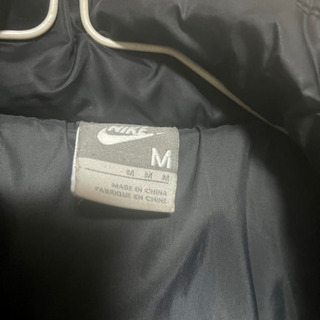 NIKE
M
M M M
MADE IN CHINA
FABRIQUÉ EN CHINE